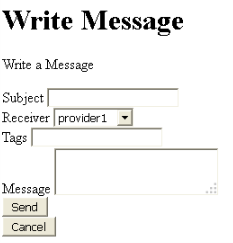 Write Message
Write a Message
Subject
Receiver provider1
Tags
Message
Send
Cancel